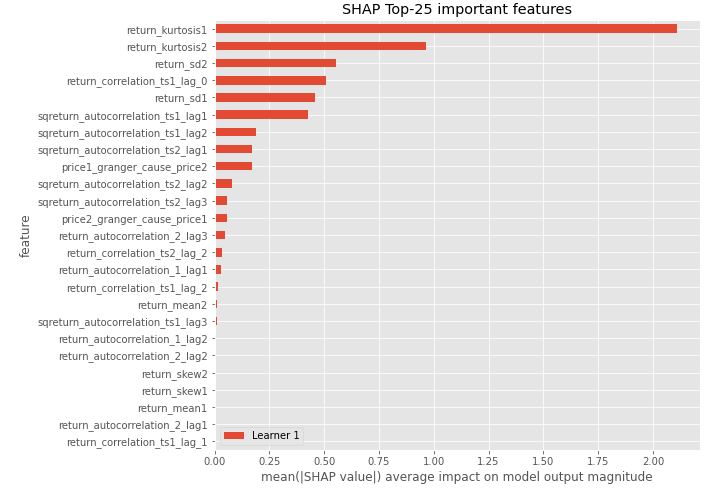 SHAP Top-25 important features
return_kurtosis1
return_kurtosis2
return_sd2
return_correlation_ts1_lag_0
return_sd1
sqreturn_autocorrelation_ts1_lag1
sqreturn_autocorrelation_ts1_lag2
sqreturn_autocorrelation_ts2_lag1
price1_granger_cause_price2
sqreturn_autocorrelation_ts2_lag2
sqreturn_autocorrelation_ts2_lag3
price2_granger_cause_price1
return_autocorrelation_2_lag3
return_correlation_ts2_lag_2
return_autocorrelation_1_lag1
return_correlation_ts1_lag_2
return_mean2
sqreturn_autocorrelation_ts1_lag3
return_autocorrelation_1_lag2
return_autocorrelation_2_lag2
return_skew2
return_skew1
return_mean1
return_autocorrelation_2_lag1
return_correlation_ts1_lag_1
feature
Learner 1
0.00 0.25 0.50 0.75 1.00 1.25 1.50 1.75 2.00
mean(|SHAP value|) average impact on model output magnitude